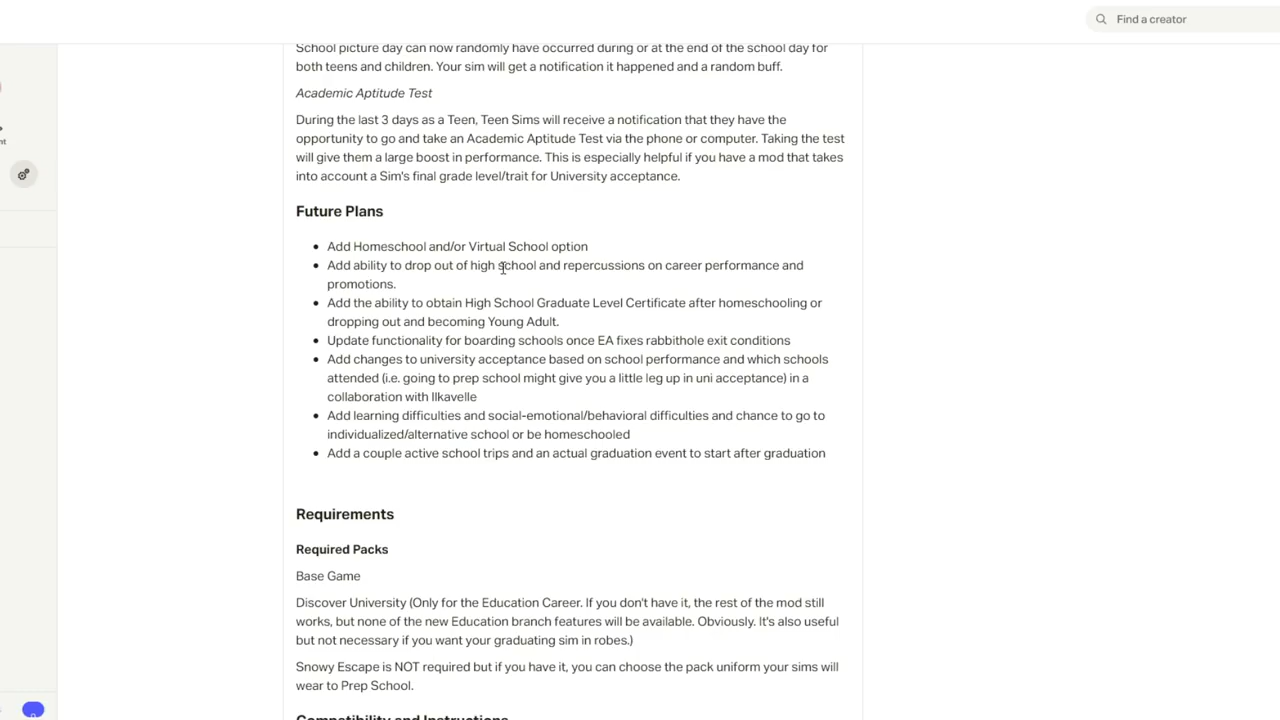 Find a creator
School picture day can now randomly have occurred during or at the end of the school day for
both teens and children. Your sim will get a notification it happened and a random buff.
Academic Aptitude Test
During the last 3 days as a Teen, Teen Sims will receive a notification that they have the
opportunity to go and take an Academic Aptitude Test via the phone or computer. Taking the test
will give them a large boost in performance. This is especially helpful if you have a mod that takes
into account a Sim's final grade level/trait for University acceptance.
Future Plans
Add Homeschool and/or Virtual School option
Add ability to drop out of high school and repercussions on career performance and
promotions.
Add the ability to obtain High School Graduate Level Certificate after homeschooling or
dropping out and becoming Young Adult.
Update functionality for boarding schools once EA fixes rabbithole exit conditions
Add changes to university acceptance based on school performance and which schools
attended (i.e. going to prep school might give you a little leg up in uni acceptance) in a
collaboration with Ilkavelle
Add learning difficulties and social-emotional/behavioral difficulties and chance to go to
individualized/alternative school or be homeschooled
Add a couple active school trips and an actual graduation event to start after graduation
Requirements
Required Packs
Base Game
Discover University (Only for the Education Career. If you don't have it, the rest of the mod still
works, but none of the new Education branch features will be available. Obviously. It's also useful
but not necessary if you want your graduating sim in robes.)
Snowy Escape is NOT required but if you have it, you can choose the pack uniform your sims will
wear to Prep School.
Compatibility and Instructions